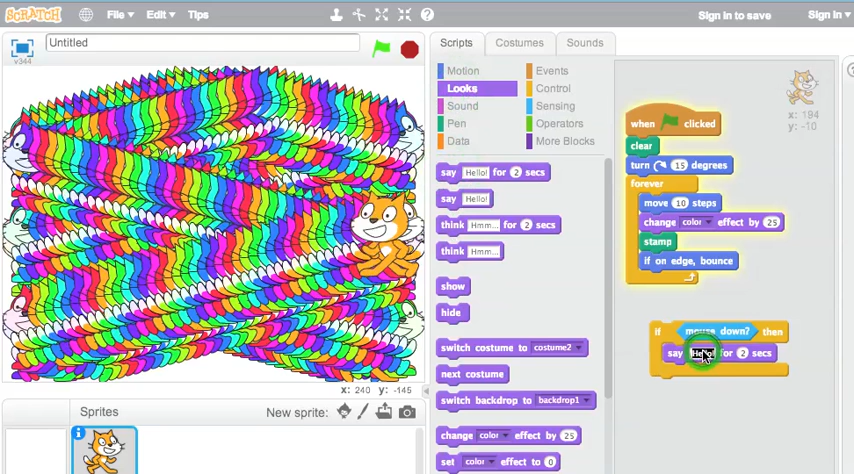 SCRATCH File Edit Tips Sign in to save Sign in
v344 Untitled
Scripts Costumes Sounds
Motion Events
Looks Control
Sound Sensing
Pen Operators
Data More Blocks
say Hello! for 2 secs
say Hello!
think Hmm... for 2 secs
think Hmm...
show
hide
switch costume to costume2
next costume
switch backdrop to backdrop1
change color effect by 25
set color effect to 0
x: 194
y: -10
when clicked
clear
turn 15 degrees
forever
move 10 steps
change color effect by 25
stamp
if on edge, bounce
if mouse down? then
say Hello! for 2 secs
x: 240 y: -145
Sprites New sprite: